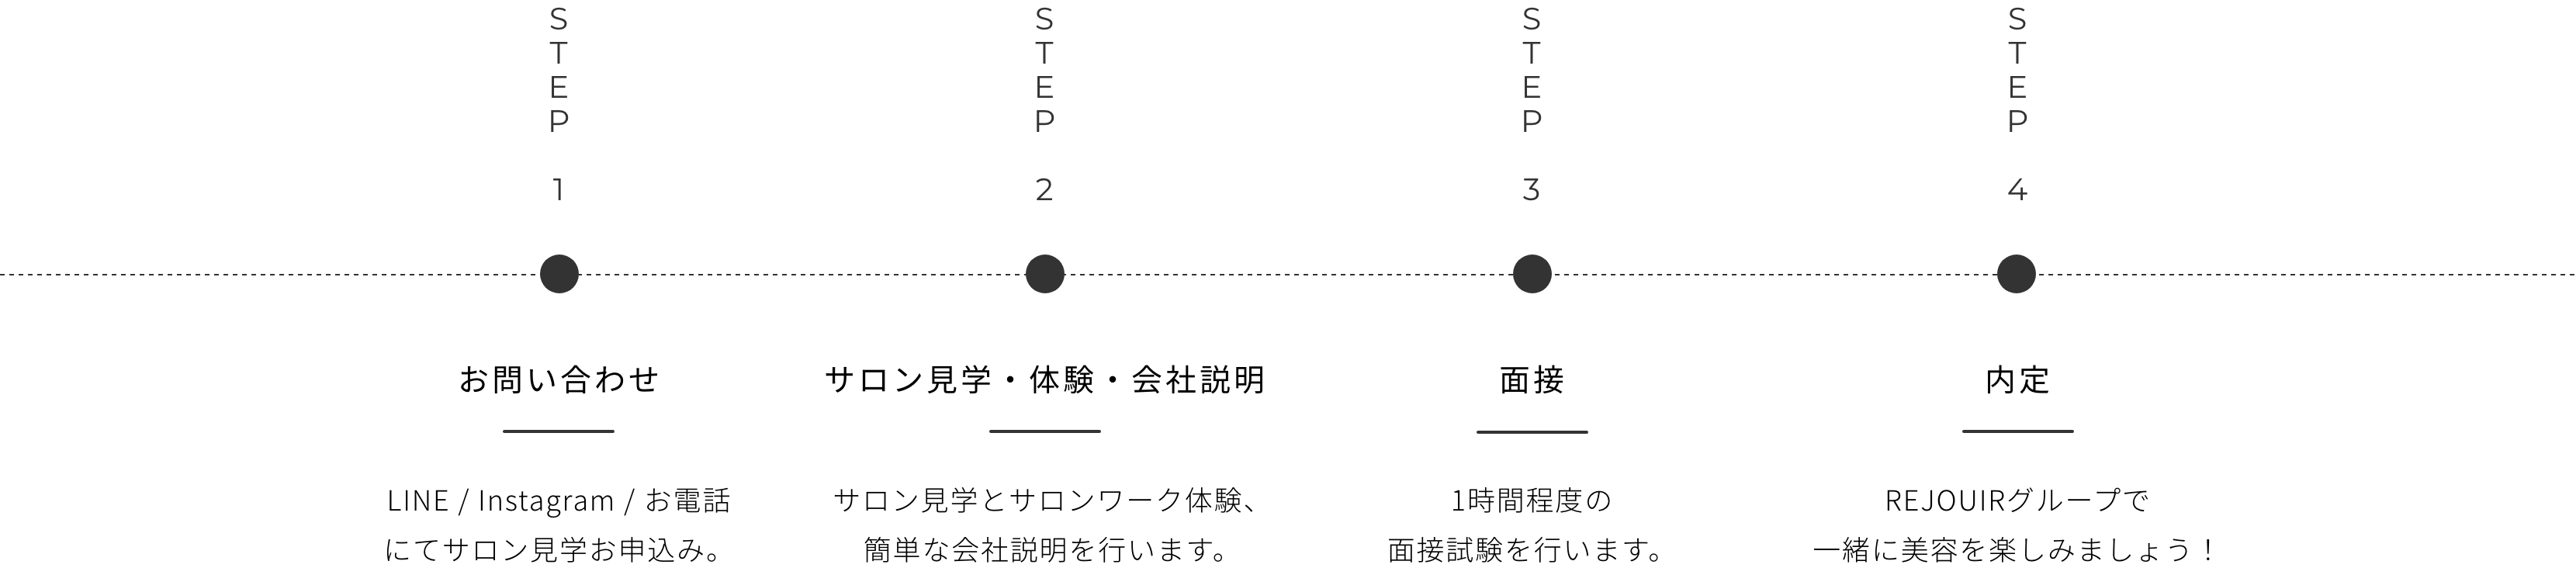 STEP 1
お問い合わせ
LINE / Instagram / お電話
にてサロン見学お申込み。
STEP 2
サロン見学・体験・会社説明
サロン見学とサロンワーク体験、
簡単な会社説明を行います。
STEP 3
面接
1時間程度の
面接試験を行います。
STEP 4
内定
REJOUIRグループで
一緒に美容を楽しみましょう！